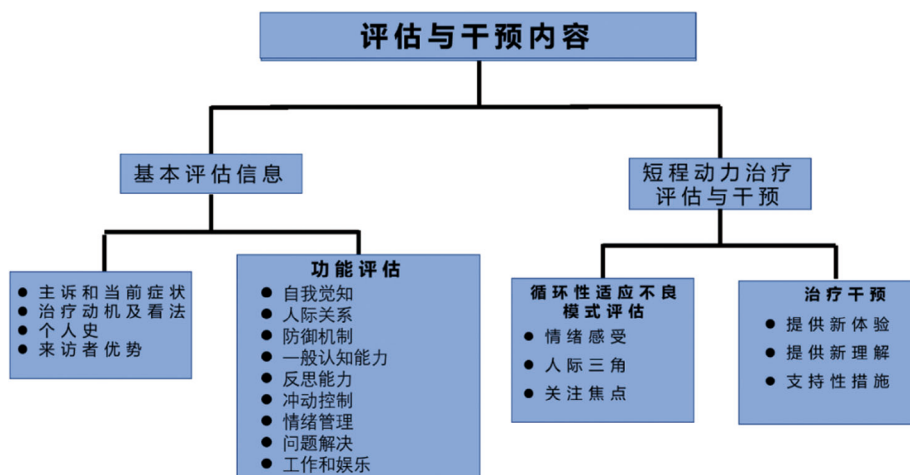 评估与干预内容
基本评估信息
短程动力治疗
评估与干预
主诉和当前症状
治疗动机及看法
个人史
来访者优势
功能评估
自我觉知
人际关系
防御机制
一般认知能力
反思能力
冲动控制
情绪管理
问题解决
工作和娱乐
循环性适应不良
模式评估
情绪感受
人际三角
关注焦点
治疗干预
提供新体验
提供新理解
支持性措施